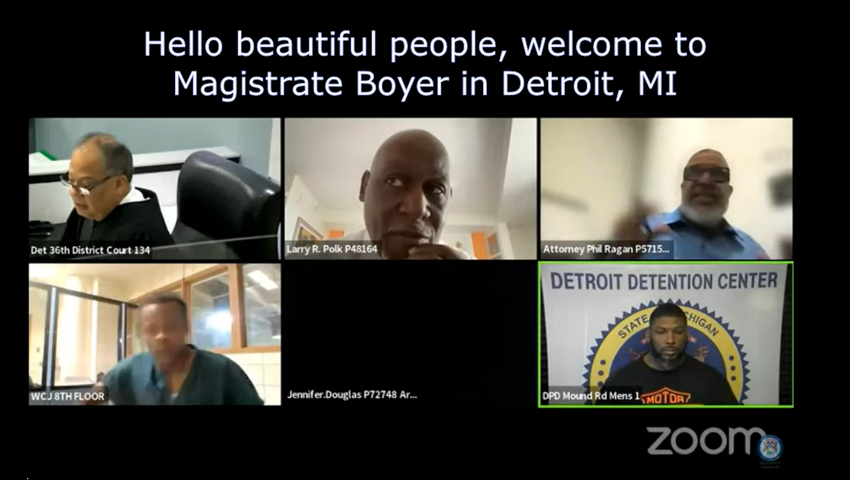 Hello beautiful people, welcome to
Magistrate Boyer in Detroit, MI
Det 36th District Court 134
Larry R. Polk P48164
Attorney Phil Ragan P5715...
WCJ 8TH FLOOR
Jennifer.Douglas P72748 Ar...
DETROIT DETENTION CENTER
STATE
MICHIGAN
MOTOR
DPD Mound Rd Mens 1
zoom